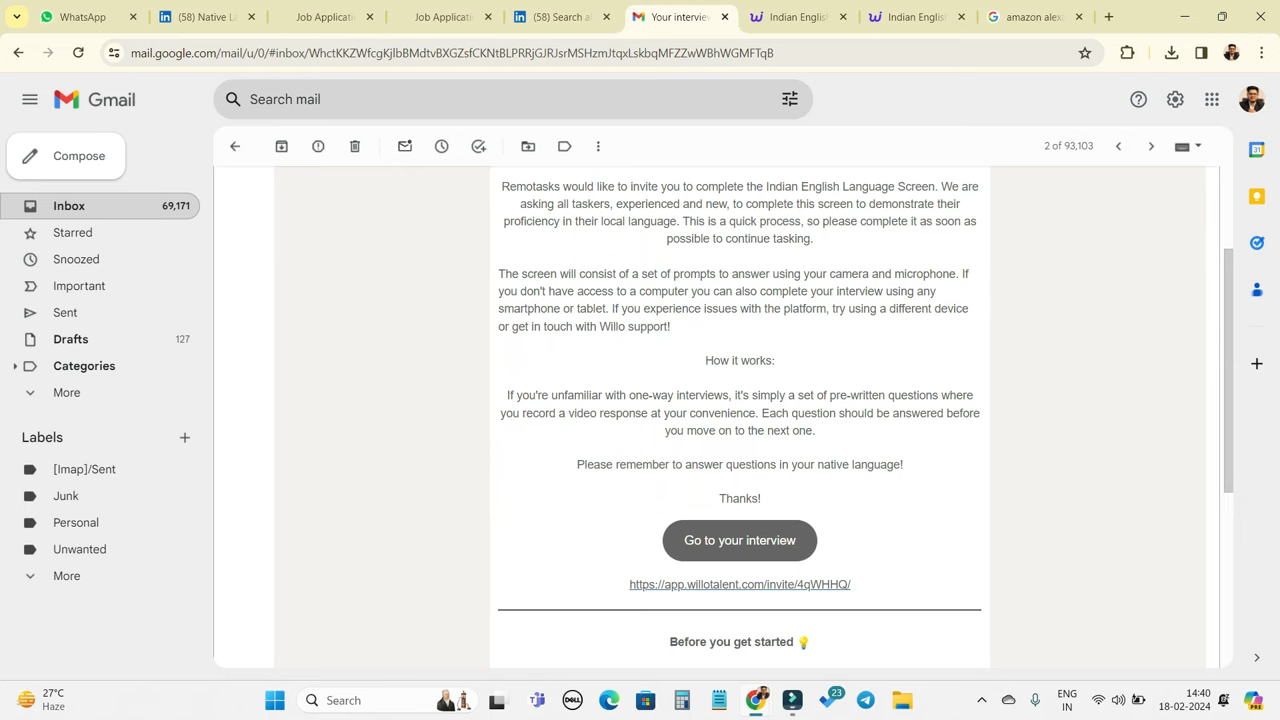 WhatsApp
(58) Native La
Job Applicati
Job Applicati
(58) Search al
Your interview
Indian English
Indian English
amazon alexa
mail.google.com/mail/u/0/#inbox/WhctKKZWfcgKjlbBMdtvBXGZsfCKNtBLPRRjGJRJsrMSHzmJtqxLskbqMFZZwWBhWGMFTqB
Gmail
Search mail
Compose
2 of 93,103
Inbox 69,171
Starred
Snoozed
Important
Sent
Drafts 127
Categories
More
Labels
[Imap]/Sent
Junk
Personal
Unwanted
More
Remotasks would like to invite you to complete the Indian English Language Screen. We are
asking all taskers, experienced and new, to complete this screen to demonstrate their
proficiency in their local language. This is a quick process, so please complete it as soon as
possible to continue tasking.
The screen will consist of a set of prompts to answer using your camera and microphone. If
you don't have access to a computer you can also complete your interview using any
smartphone or tablet. If you experience issues with the platform, try using a different device
or get in touch with Willo support!
How it works:
If you're unfamiliar with one-way interviews, it's simply a set of pre-written questions where
you record a video response at your convenience. Each question should be answered before
you move on to the next one.
Please remember to answer questions in your native language!
Thanks!
Go to your interview
https://app.willotalent.com/invite/4qWHHQ/
Before you get started 💡
27°C
Haze
Search
DELL
23
ENG
IN
14:40
18-02-2024
PRE